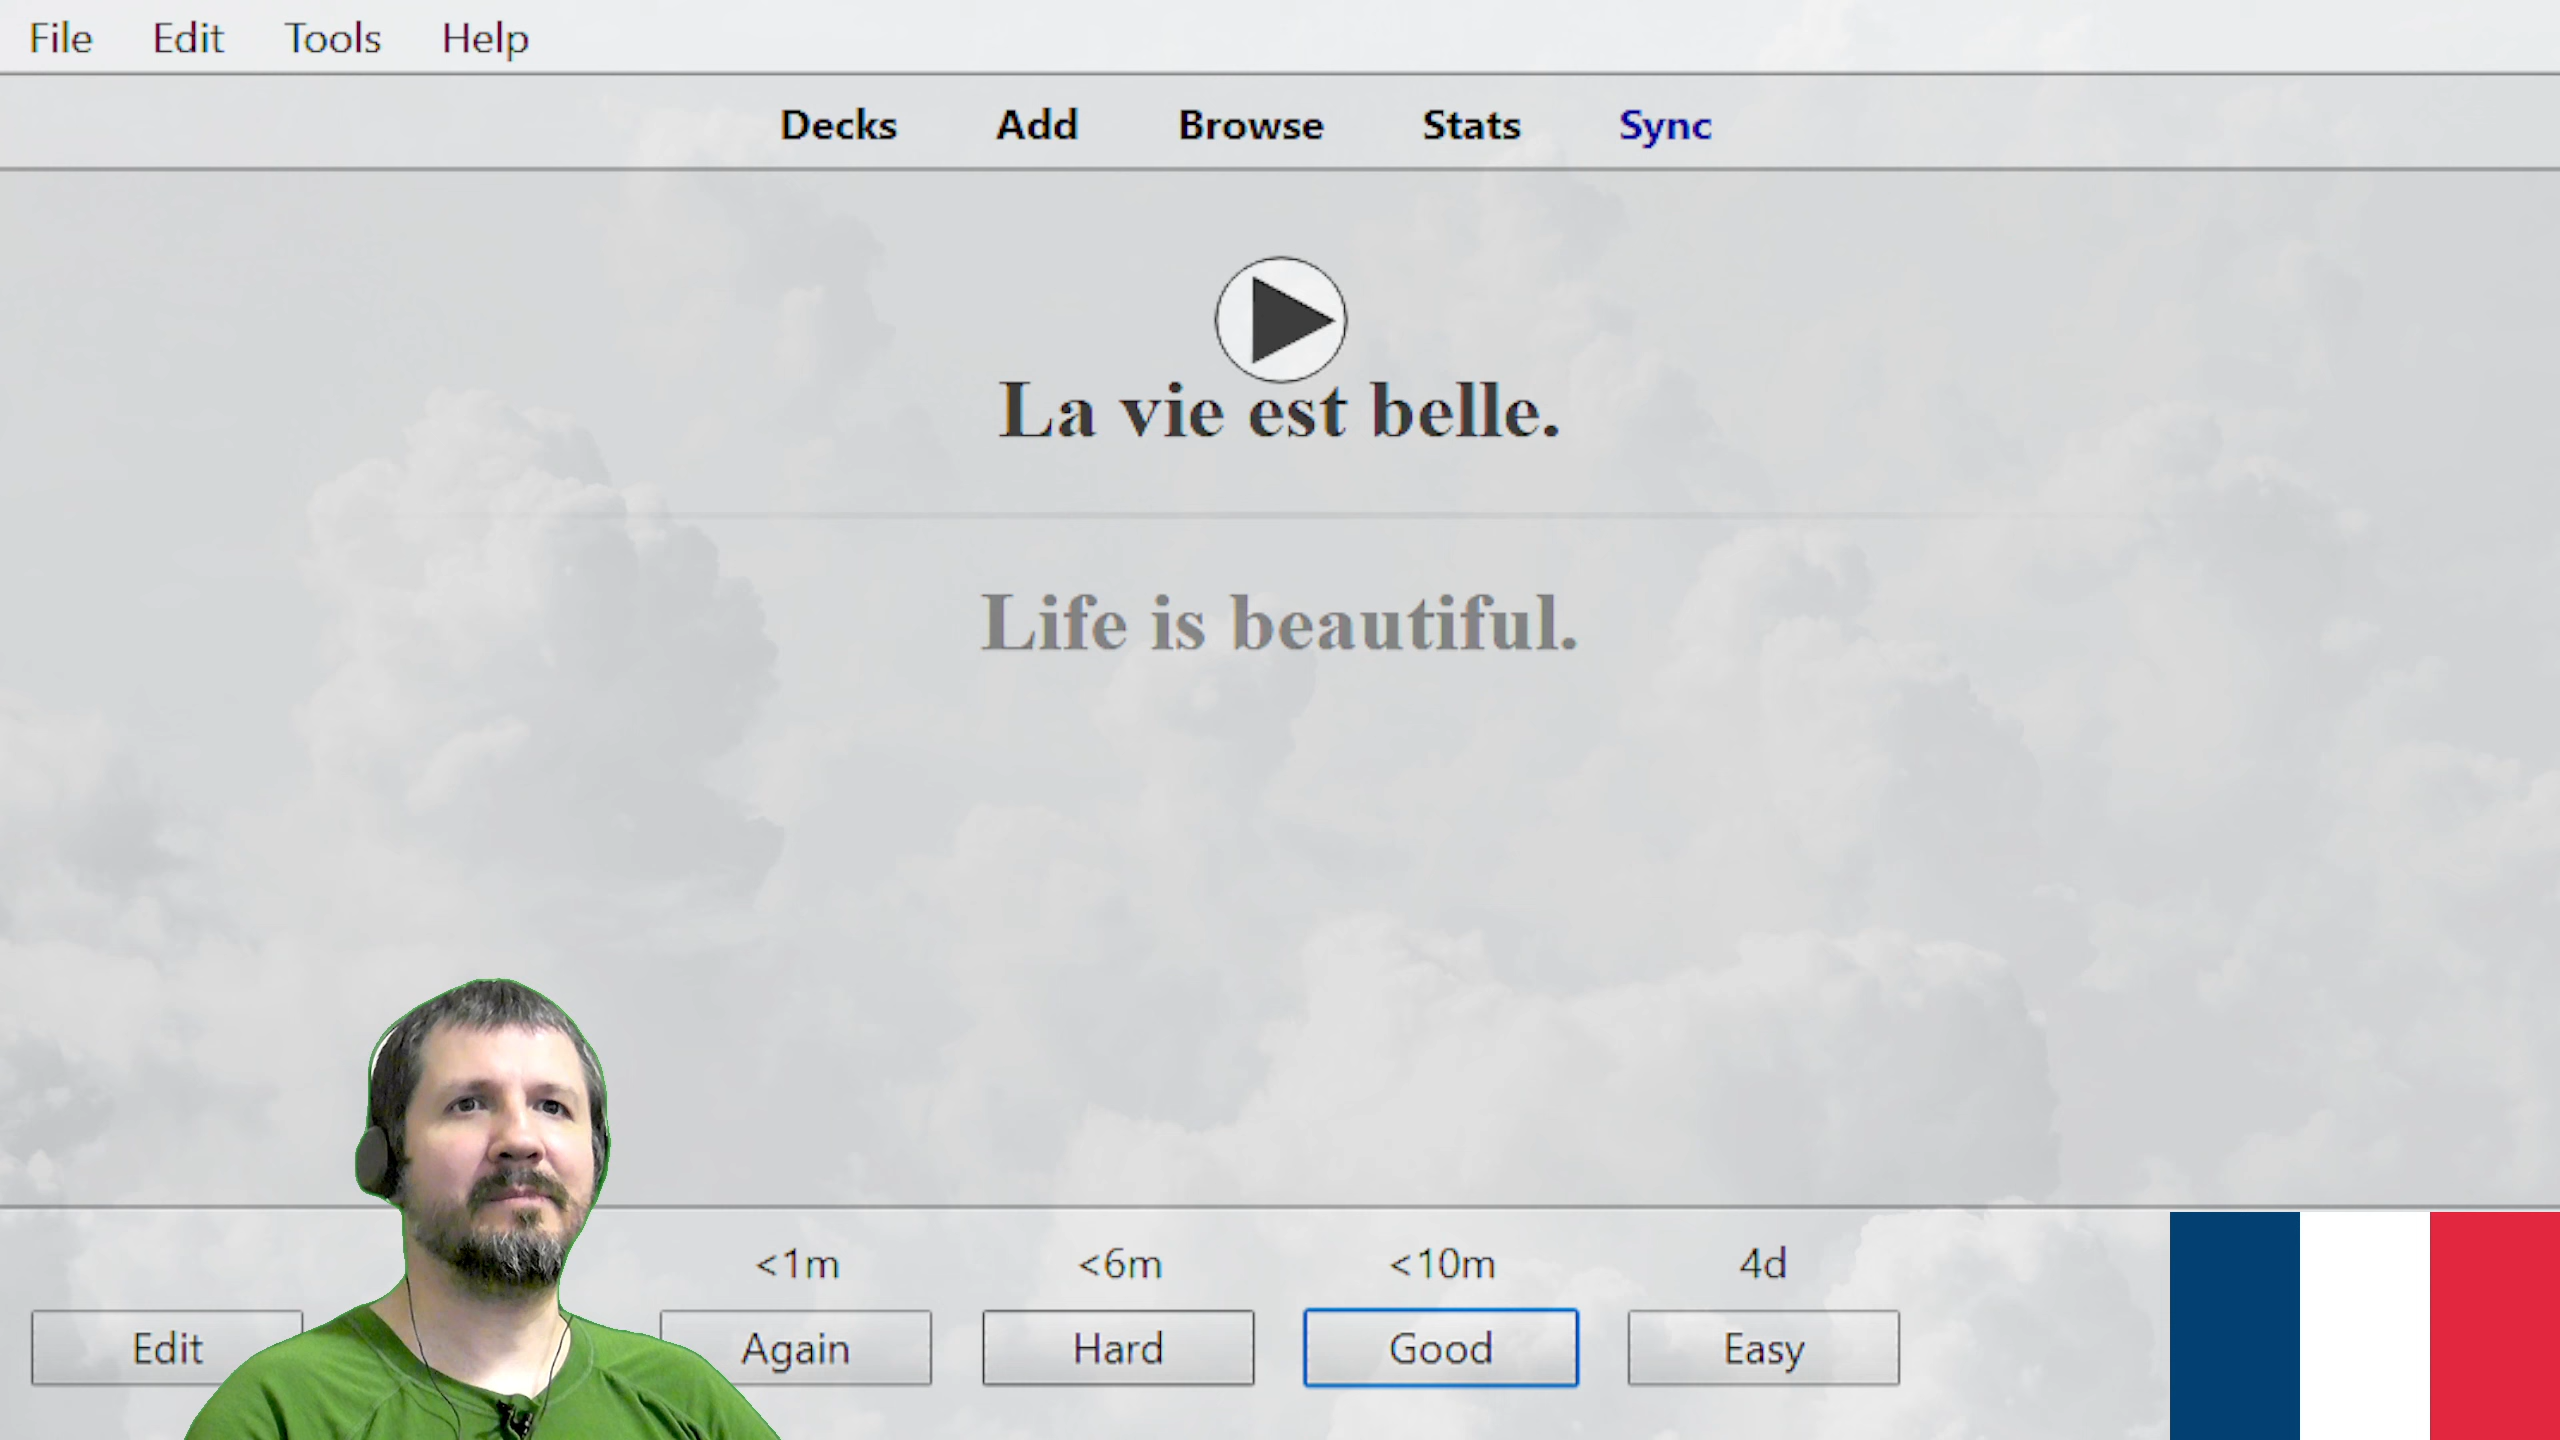 File Edit Tools Help
Decks Add Browse Stats Sync
La vie est belle.
Life is beautiful.
<1m <6m <10m 4d
Edit Again Hard Good Easy